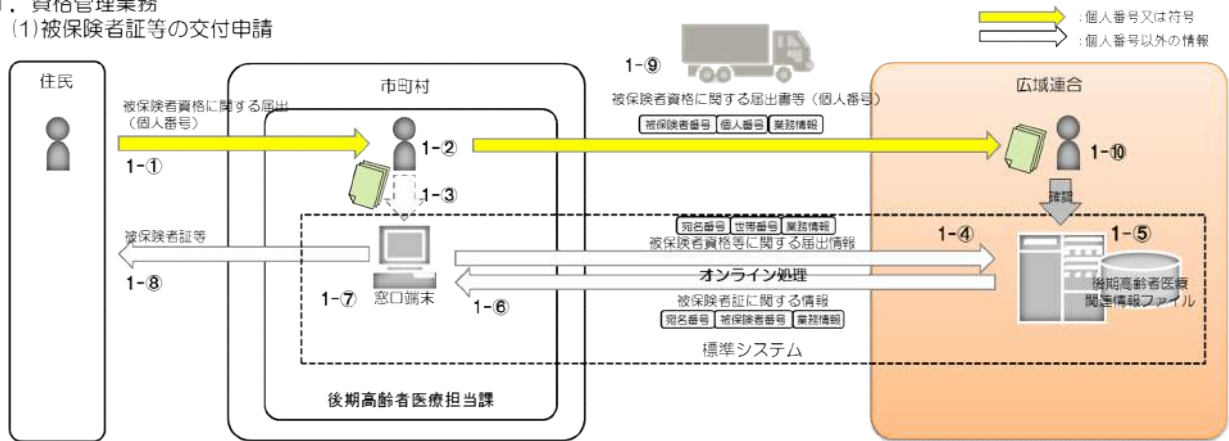 1．資格管理業務
(1)被保険者証等の交付申請
：個人番号又は符号
：個人番号以外の情報
住民
市町村
1-⑨
広域連合
被保険者資格に関する届出
（個人番号）
被保険者資格に関する届出書等（個人番号）
被保険者番号 個人番号 業務情報
1-①
1-②
1-⑩
1-③
確認
宛名番号 世帯番号 業務情報
被保険者資格等に関する届出情報
1-④
1-⑤
被保険者証等
オンライン処理
1-⑧
1-⑦
窓口端末
1-⑥
後期高齢者医療
関連情報ファイル
被保険者証に関する情報
宛名番号 被保険者番号 業務情報
標準システム
後期高齢者医療担当課